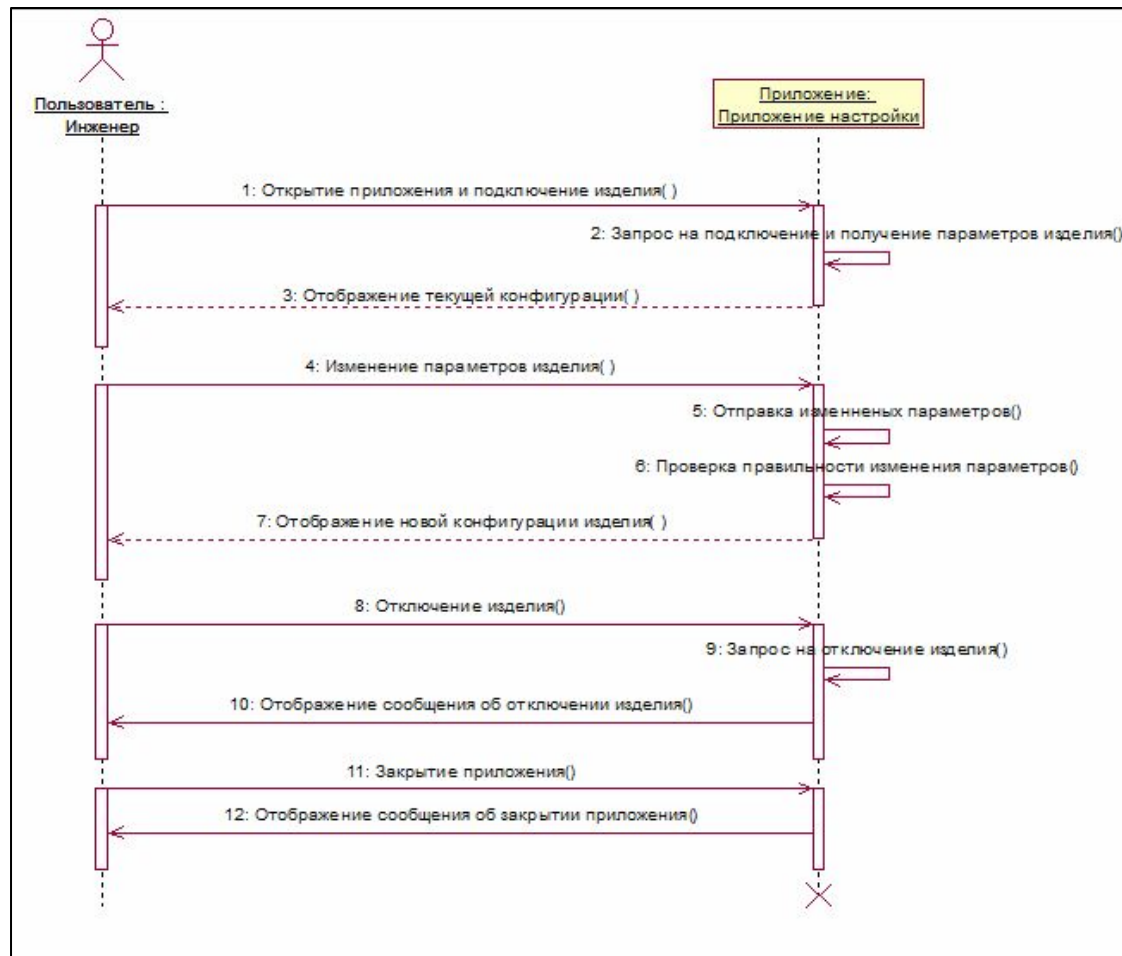 Пользователь :
Инженер
Приложение:
Приложение настройки
1: Открытие приложения и подключение изделия( )
2: Запрос на подключение и получение параметров изделия()
3: Отображение текущей конфигурации( )
4: Изменение параметров изделия( )
5: Отправка изменненых параметров()
6: Проверка правильности изменения параметров()
7: Отображение новой конфигурации изделия( )
8: Отключение изделия()
9: Запрос на отключение изделия()
10: Отображение сообщения об отключении изделия()
11: Закрытие приложения()
12: Отображение сообщения об закрытии приложения()